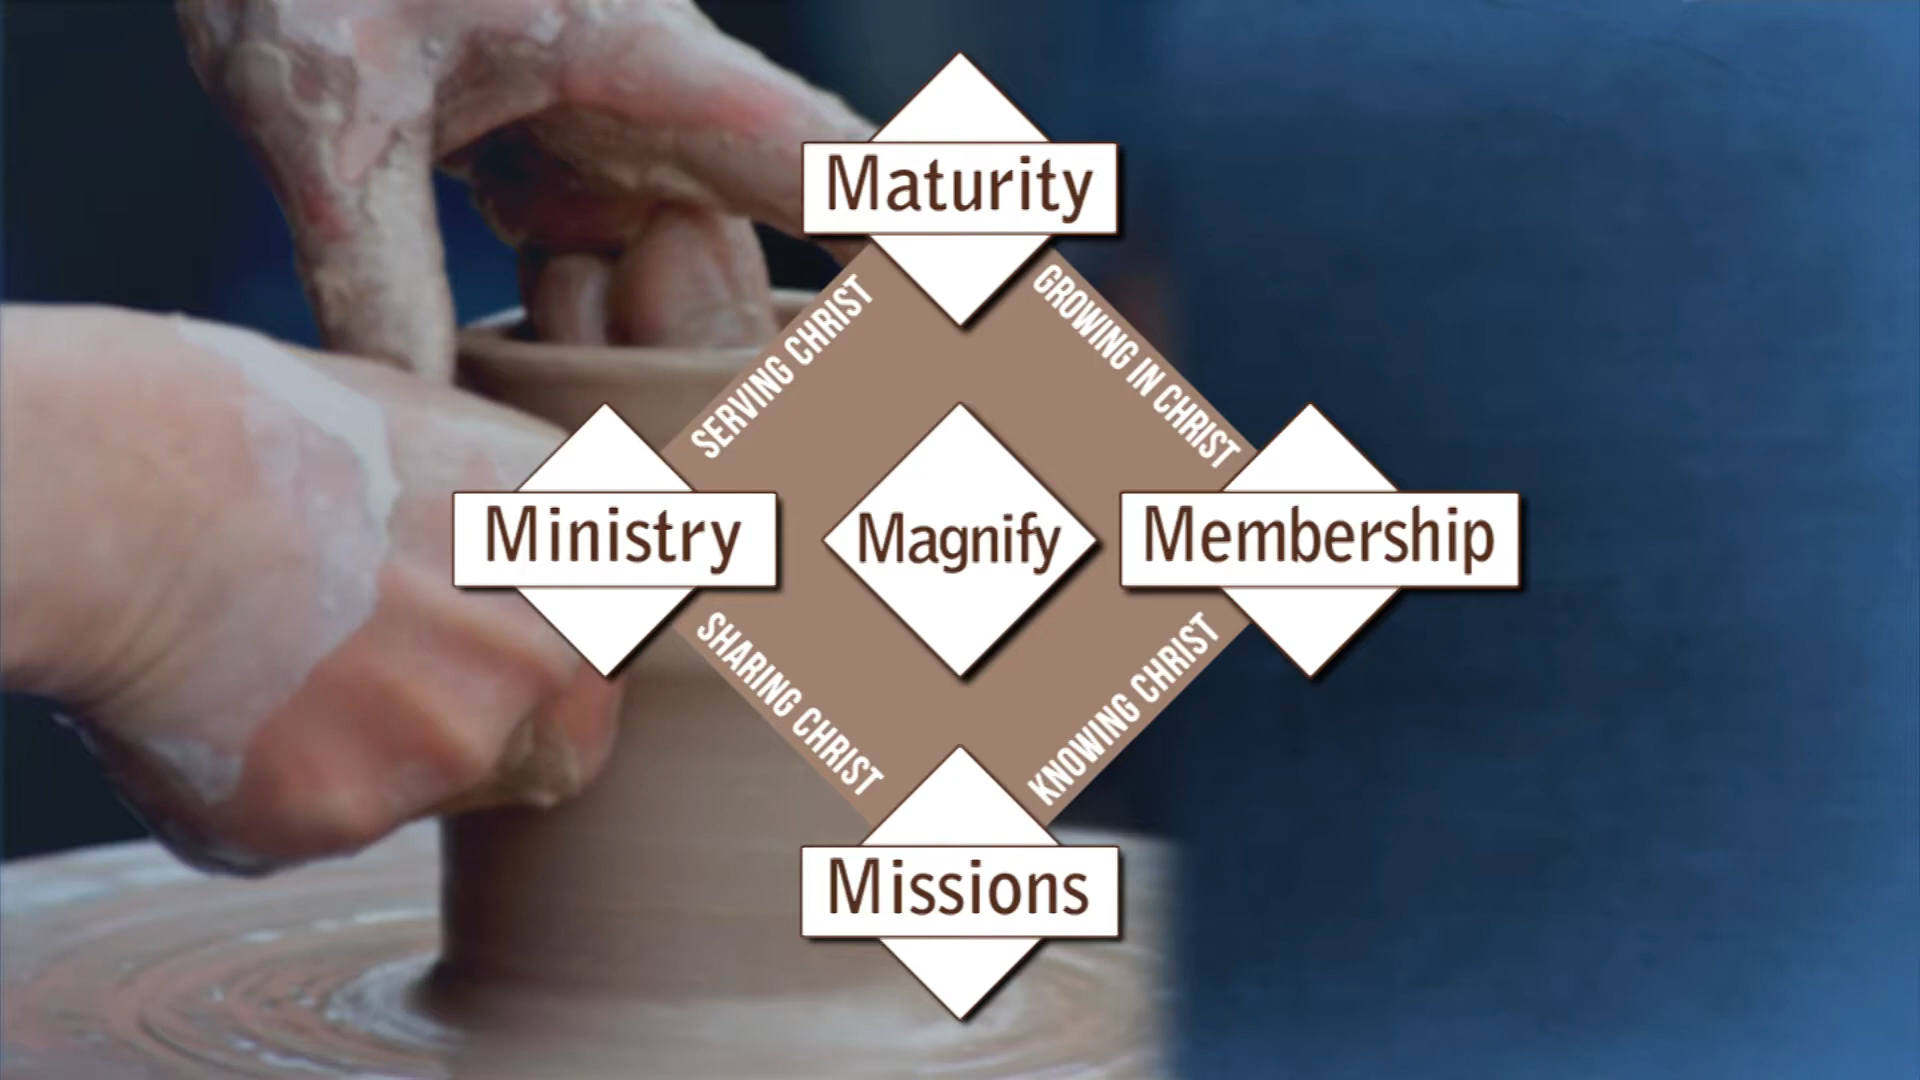 Maturity
SERVING CHRIST
GROWING IN CHRIST
Ministry
Magnify
Membership
SHARING CHRIST
KNOWING CHRIST
Missions